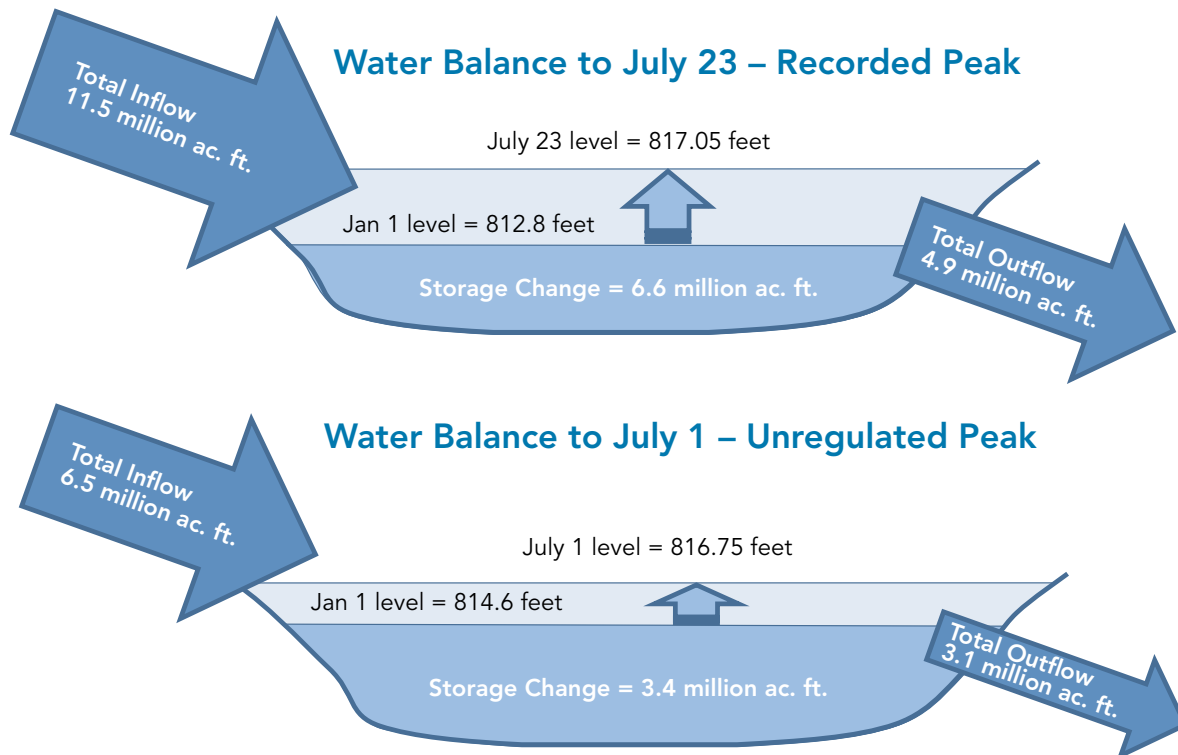 Water Balance to July 23 – Recorded Peak
Total Inflow
11.5 million ac. ft.
July 23 level = 817.05 feet
Jan 1 level = 812.8 feet
Storage Change = 6.6 million ac. ft.
Total Outflow
4.9 million ac. ft.
Water Balance to July 1 – Unregulated Peak
Total Inflow
6.5 million ac. ft.
July 1 level = 816.75 feet
Jan 1 level = 814.6 feet
Storage Change = 3.4 million ac. ft.
Total Outflow
3.1 million ac. ft.